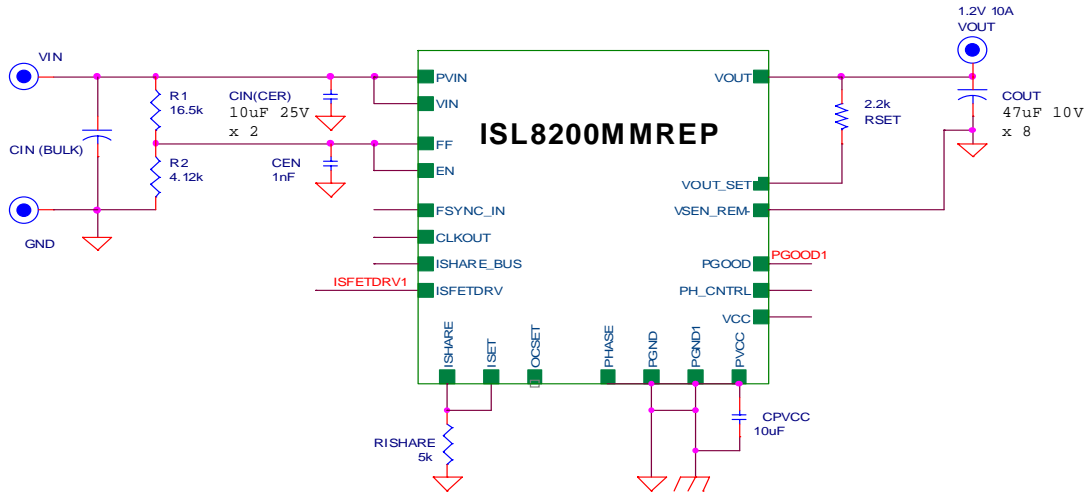 1.2V 10A
VOUT
VIN
R1
16.5k
CIN(CER)
10uF 25V
x 2
CIN (BULK)
R2
4.12k
CEN
1nF
GND
ISFETDRV1
PVIN
VIN
FF
EN
FSYNC_IN
CLKOUT
ISHARE_BUS
ISFETDRV
ISL8200MMREP
VOUT
VOUT_SET
VSEN_REM-
PGOOD
PH_CNTRL
VCC
2.2k
RSET
COUT
47uF 10V
x 8
PGOOD1
ISHARE
ISET
OCSET
PHASE
PGND
PGND1
PVCC
RISHARE
5k
CPVCC
10uF